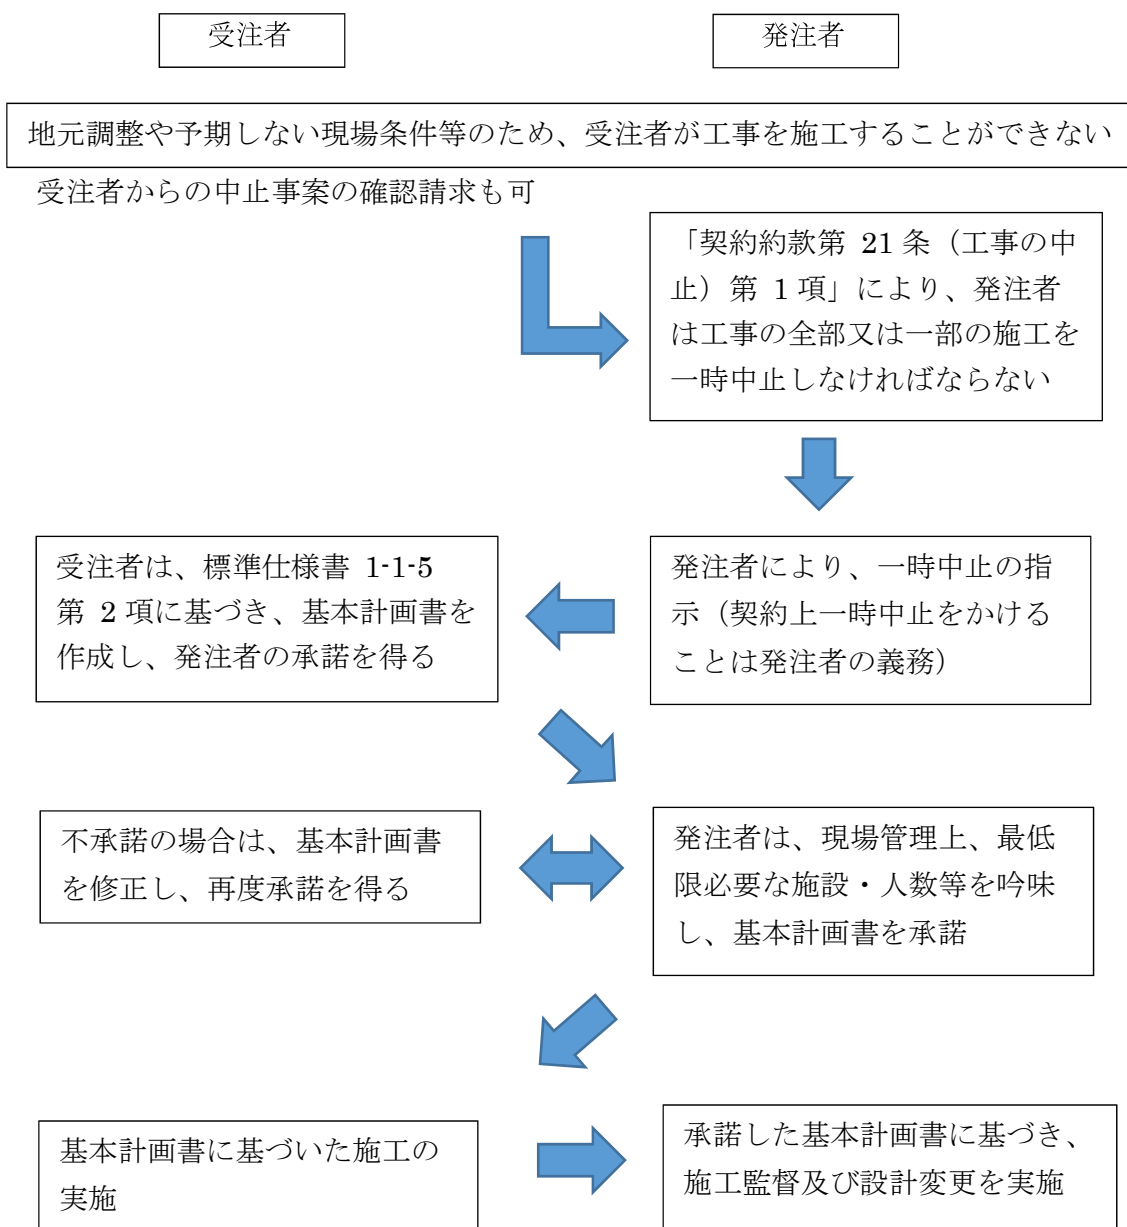 受注者
発注者
地元調整や予期しない現場条件等のため、受注者が工事を施工することができない
受注者からの中止事案の確認請求も可
「契約約款第 21 条（工事の中
止）第 1 項」により、発注者
は工事の全部又は一部の施工を
一時中止しなければならない
受注者は、標準仕様書 1-1-5
第 2 項に基づき、基本計画書を
作成し、発注者の承諾を得る
発注者により、一時中止の指
示（契約上一時中止をかける
ことは発注者の義務）
不承諾の場合は、基本計画書
を修正し、再度承諾を得る
発注者は、現場管理上、最低
限必要な施設・人数等を吟味
し、基本計画書を承諾
基本計画書に基づいた施工の
実施
承諾した基本計画書に基づき、
施工監督及び設計変更を実施